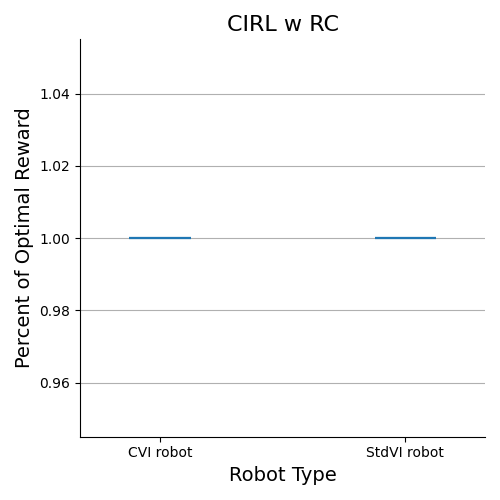 CIRL w RC
Percent of Optimal Reward
1.04
1.02
1.00
0.98
0.96
CVI robot
StdVI robot
Robot Type